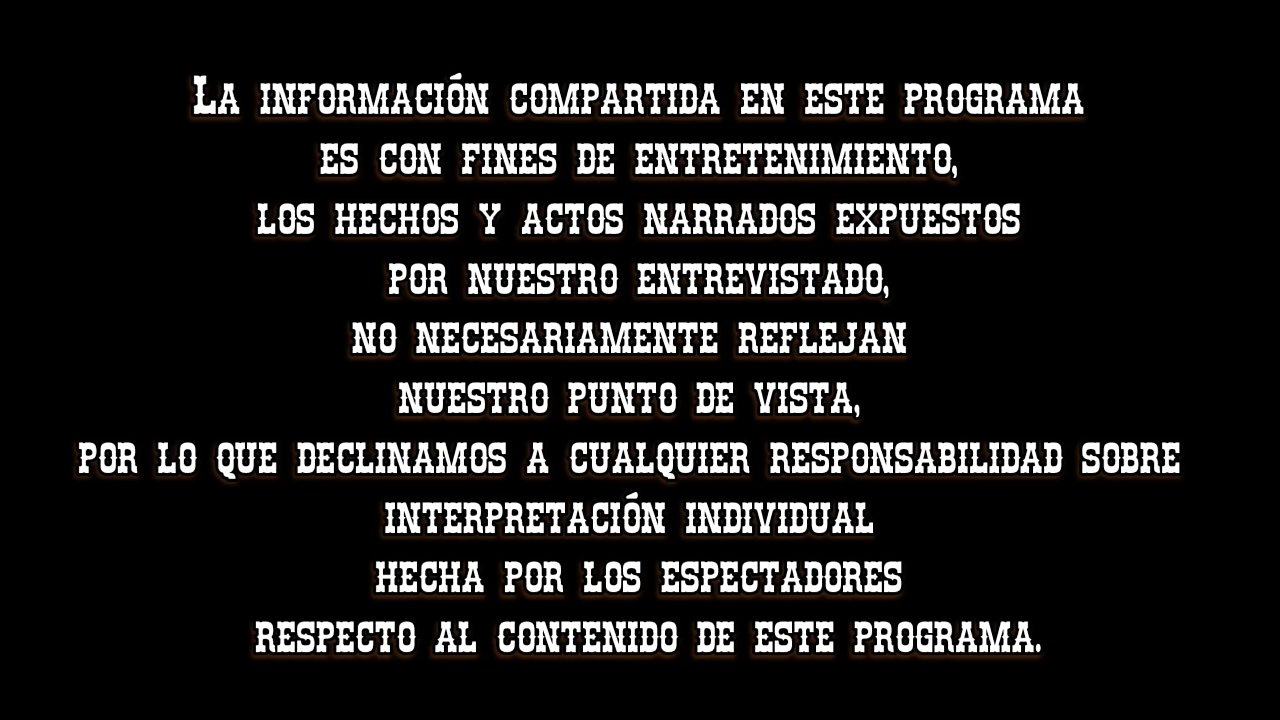 La información compartida en este programa
es con fines de entretenimiento,
los hechos y actos narrados expuestos
por nuestro entrevistado,
no necesariamente reflejan
nuestro punto de vista,
por lo que declinamos a cualquier responsabilidad sobre
interpretación individual
hecha por los espectadores
respecto al contenido de este programa.